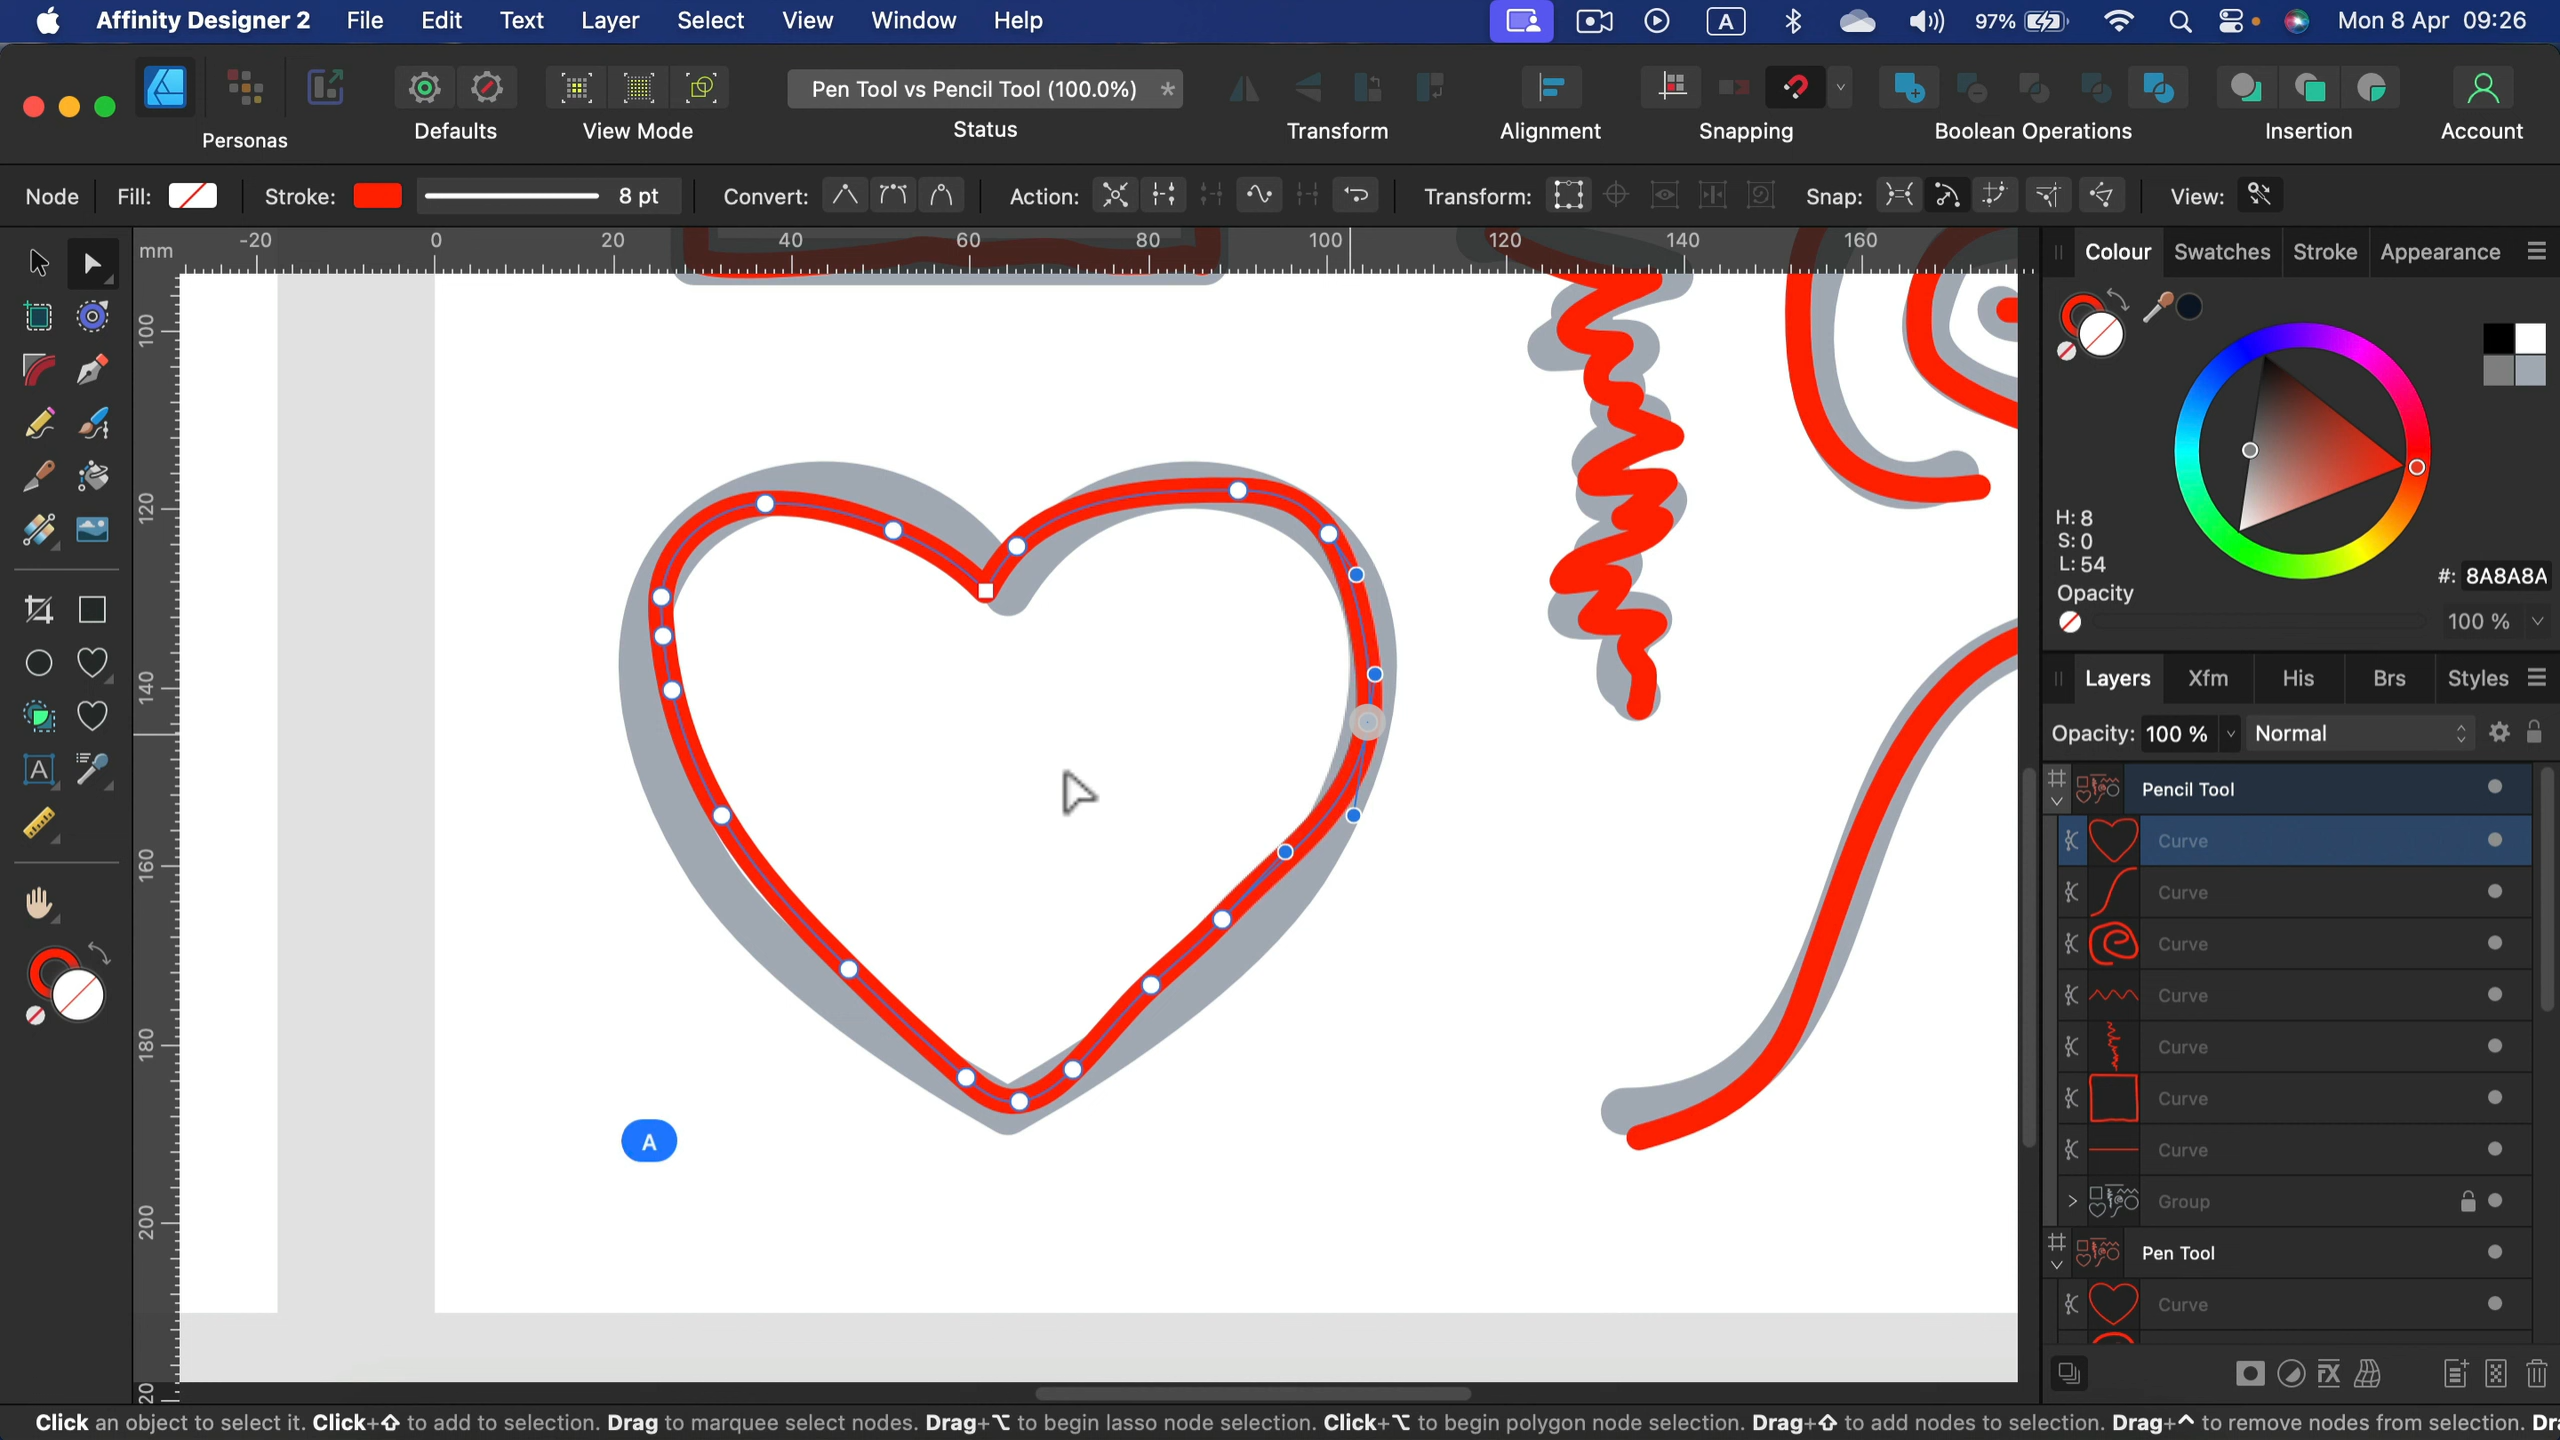 Affinity Designer 2 File Edit Text Layer Select View Window Help A 97% Mon 8 Apr 09:26
Pen Tool vs Pencil Tool (100.0%) *
Personas Defaults View Mode Status Transform Alignment Snapping Boolean Operations Insertion Account
Node Fill: Stroke: 8 pt Convert: Action: Transform: Snap: View:
mm -20 0 20 40 60 80 100 120 140 160
Colour Swatches Stroke Appearance
100
120
140
160
180
200
20
H: 8
S: 0
L: 54
#: 8A8A8A
Opacity
100 %
Layers Xfm His Brs Styles
Opacity: 100 % Normal
Pencil Tool
Curve
Curve
Curve
Curve
Curve
Curve
Curve
Group
Pen Tool
Curve
A
A
Click an object to select it. Click+⇧ to add to selection. Drag to marquee select nodes. Drag+⌥ to begin lasso node selection. Click+⌥ to begin polygon node selection. Drag+⇧ to add nodes to selection. Drag+^ to remove nodes from selection. Dra